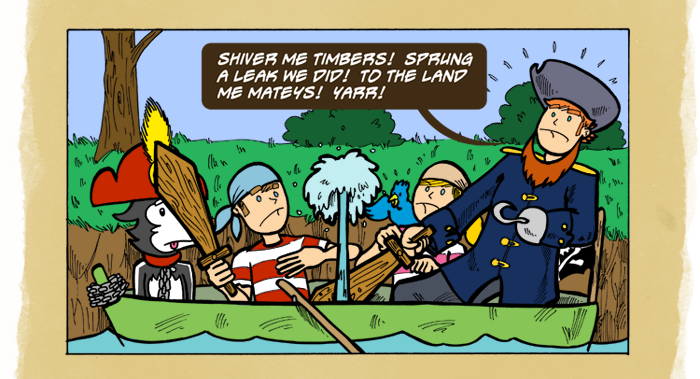 SHIVER ME TIMBERS! SPRUNG
A LEAK WE DID! TO THE LAND
ME MATEYS! YARR!